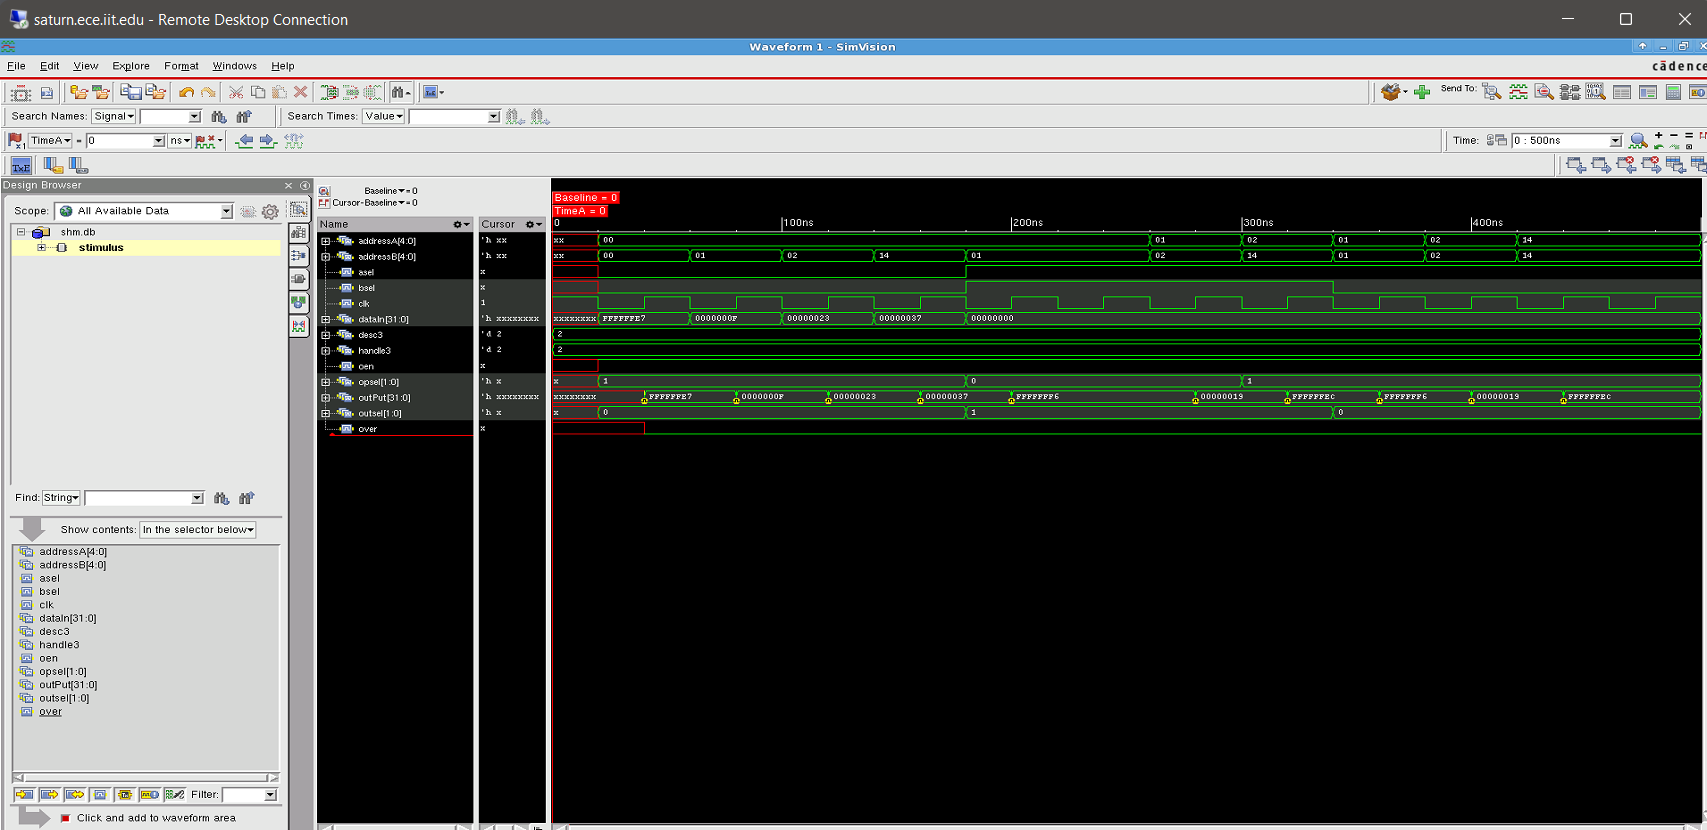 saturn.ece.iit.edu - Remote Desktop Connection
Waveform 1 - SimVision
File Edit View Explore Format Windows Help
cādence
Send To:
Search Names: Signal Search Times: Value
TimeA = 0 ns Time: 0 : 500ns
TxE
Design Browser
Baseline = 0
Cursor-Baseline = 0
Scope: All Available Data
shm.db
stimulus
Name Cursor
Baseline = 0
TimeA = 0
0 100ns 200ns 300ns 400ns
addressA[4:0] 'h xx xx 00 01 02 01 02 14
addressB[4:0] 'h xx xx 00 01 02 14 01 02 14 01 02 14
asel x
bsel x
clk 1
dataIn[31:0] 'h xxxxxxxx xxxxxxxx FFFFFFE7 0000000F 00000023 00000037 00000000
desc3 'd 2 2
handle3 'd 2 2
oen x
opsel[1:0] 'h x x 1 0 1
outPut[31:0] 'h xxxxxxxx xxxxxxxx FFFFFFE7 0000000F 00000023 00000037 FFFFFFF6 00000019 FFFFFFEC FFFFFFF6 00000019 FFFFFFEC
outsel[1:0] 'h x x 0 1 0
over x
Find: String
Show contents: In the selector below
addressA[4:0]
addressB[4:0]
asel
bsel
clk
dataIn[31:0]
desc3
handle3
oen
opsel[1:0]
outPut[31:0]
outsel[1:0]
over
Filter:
Click and add to waveform area